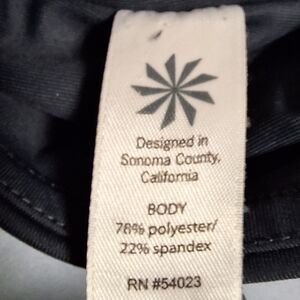 Designed in
Sonoma County,
California
BODY
78% polyester/
22% spandex
RN #54023